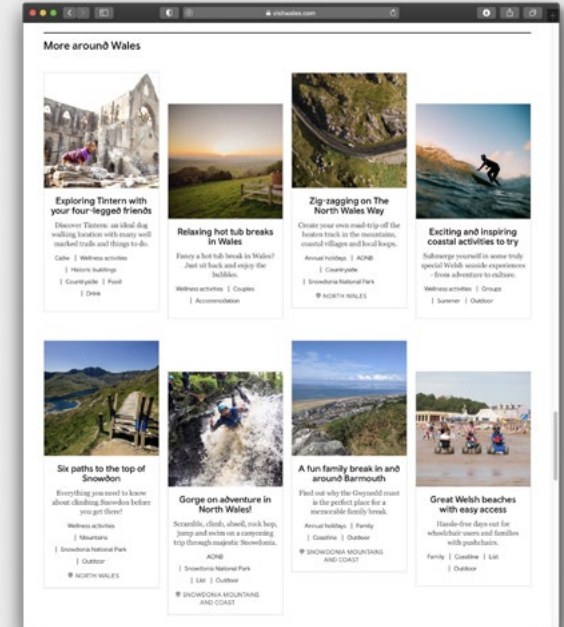 visitwales.com
More around Wales
Exploring Tintern with
your four-legged friends
Discover Tintern: an ideal dog
walking location with many well
marked trails and things to do.
Cadw | Wellness activities
| Historic buildings
| Countryside | Food
| Drink
Relaxing hot tub breaks
in Wales
Fancy a hot tub break in Wales?
Just sit back and enjoy the
bubbles.
Wellness activities | Couples
| Accommodation
Zig-zagging on The
North Wales Way
Create your own road-trip off the
beaten track in the mountains,
coastal villages and local loops.
Annual holidays | AONB
| Countryside
| Snowdonia National Park
NORTH WALES
Exciting and inspiring
coastal activities to try
Submerge yourself in some truly
special Welsh seaside experiences
- from adventure to culture.
Wellness activities | Groups
| Summer | Outdoor
Six paths to the top of
Snowdon
Everything you need to know
about climbing Snowdon before
you get there!
Wellness activities
| Mountains
| Snowdonia National Park
| Outdoor
NORTH WALES
Gorge on adventure in
North Wales!
Scramble, climb, abseil, rock hop,
jump and swim on a canyoning
trip through majestic Snowdonia.
AONB
| Snowdonia National Park
| List | Outdoor
SNOWDONIA MOUNTAINS
AND COAST
A fun family break in and
around Barmouth
Find out why the Gwynedd coast
is the perfect place for a
memorable family break.
Annual holidays | Family
| Coastline | Outdoor
SNOWDONIA MOUNTAINS
AND COAST
Great Welsh beaches
with easy access
Hassle-free days out for
wheelchair users and families
with pushchairs.
Family | Coastline | List
| Outdoor